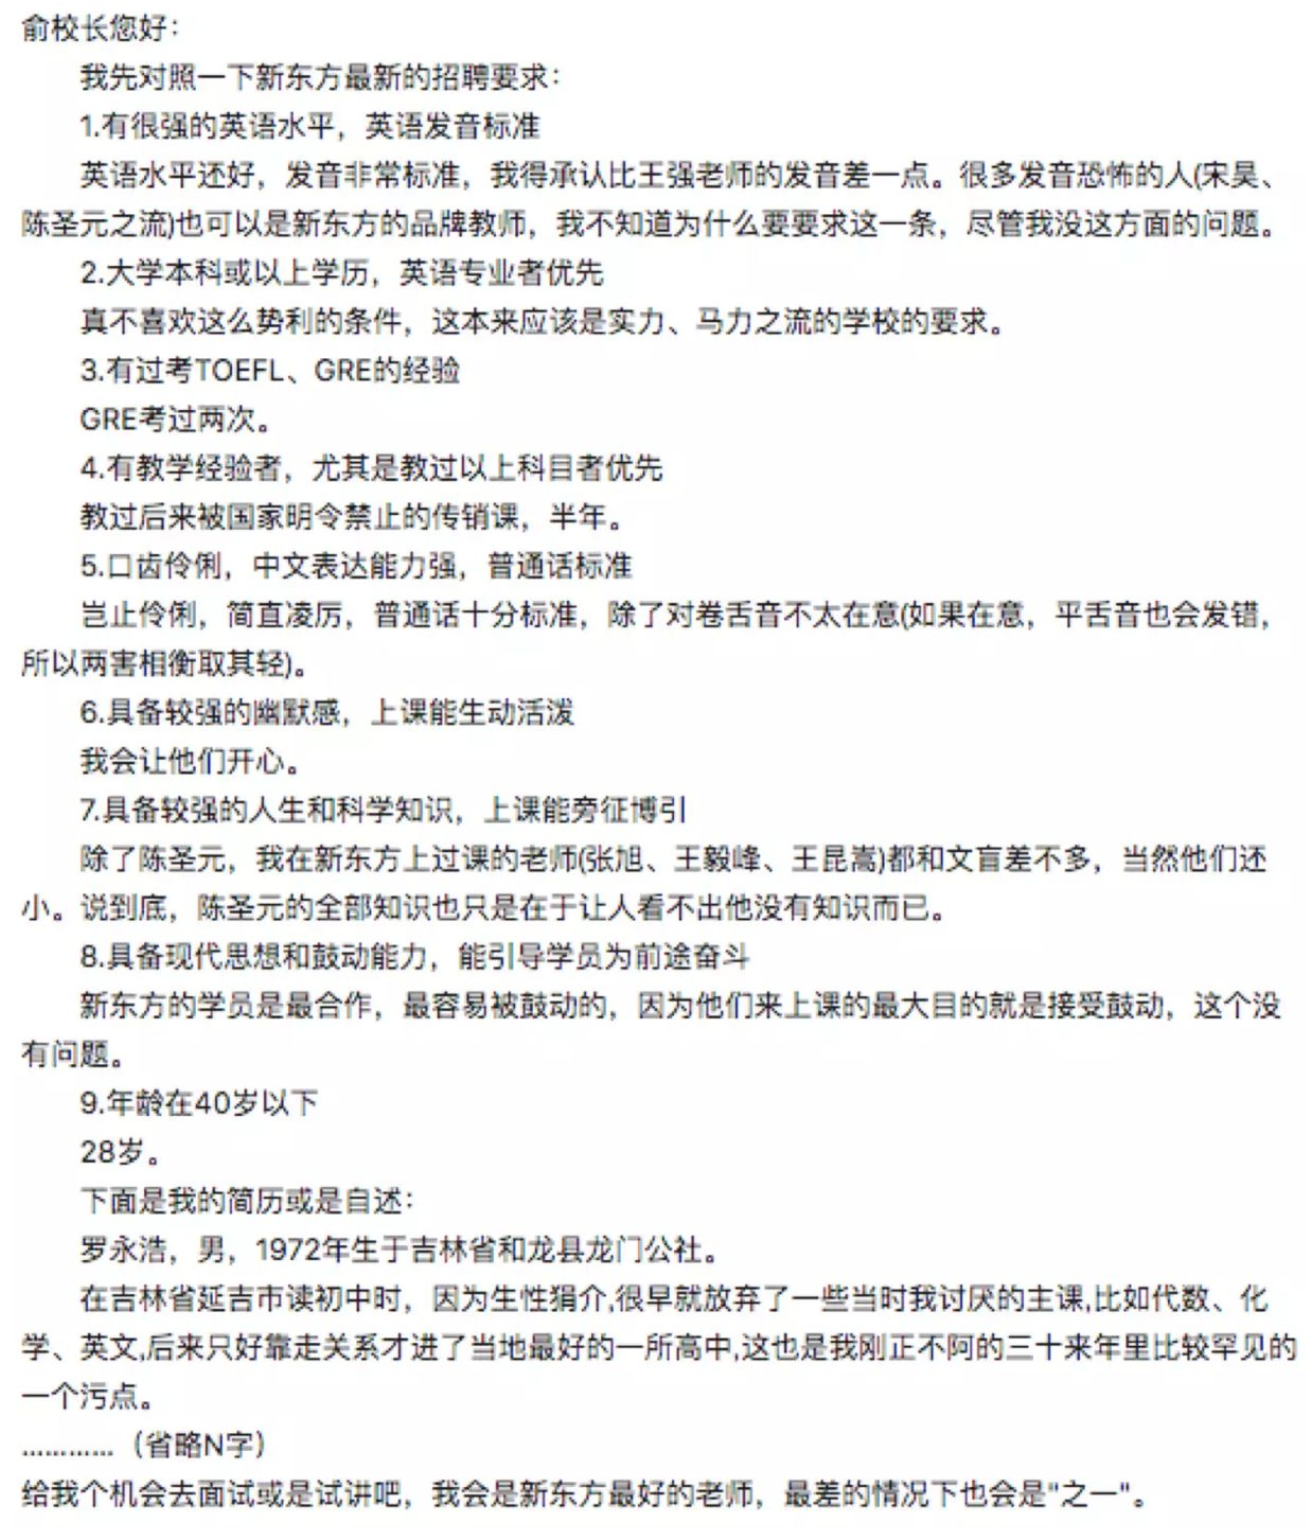 俞校长您好：
我先对照一下新东方最新的招聘要求：
1.有很强的英语水平，英语发音标准
英语水平还好，发音非常标准，我得承认比王强老师的发音差一点。很多发音恐怖的人(宋昊、
陈圣元之流)也可以是新东方的品牌教师，我不知道为什么要要求这一条，尽管我没这方面的问题。
2.大学本科或以上学历，英语专业者优先
真不喜欢这么势利的条件，这本来应该是实力、马力之流的学校的要求。
3.有过考TOEFL、GRE的经验
GRE考过两次。
4.有教学经验者，尤其是教过以上科目者优先
教过后来被国家明令禁止的传销课，半年。
5.口齿伶俐，中文表达能力强，普通话标准
岂止伶俐，简直凌厉，普通话十分标准，除了对卷舌音不太在意(如果在意，平舌音也会发错，
所以两害相衡取其轻)。
6.具备较强的幽默感，上课能生动活泼
我会让他们开心。
7.具备较强的人生和科学知识，上课能旁征博引
除了陈圣元，我在新东方上过课的老师(张旭、王毅峰、王昆嵩)都和文盲差不多，当然他们还
小。说到底，陈圣元的全部知识也只是在于让人看不出他没有知识而已。
8.具备现代思想和鼓动能力，能引导学员为前途奋斗
新东方的学员是最合作，最容易被鼓动的，因为他们来上课的最大目的就是接受鼓动，这个没
有问题。
9.年龄在40岁以下
28岁。
下面是我的简历或是自述：
罗永浩，男，1972年生于吉林省和龙县龙门公社。
在吉林省延吉市读初中时，因为生性狷介,很早就放弃了一些当时我讨厌的主课,比如代数、化
学、英文,后来只好靠走关系才进了当地最好的一所高中,这也是我刚正不阿的三十来年里比较罕见的
一个污点。
…………（省略N字）
给我个机会去面试或是试讲吧，我会是新东方最好的老师，最差的情况下也会是"之一"。